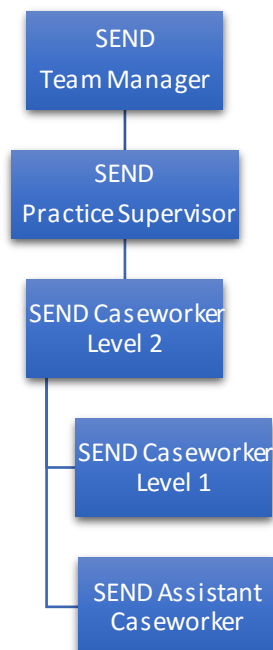 SEND
Team Manager
SEND
Practice Supervisor
SEND Caseworker
Level 2
SEND Caseworker
Level 1
SEND Assistant
Caseworker